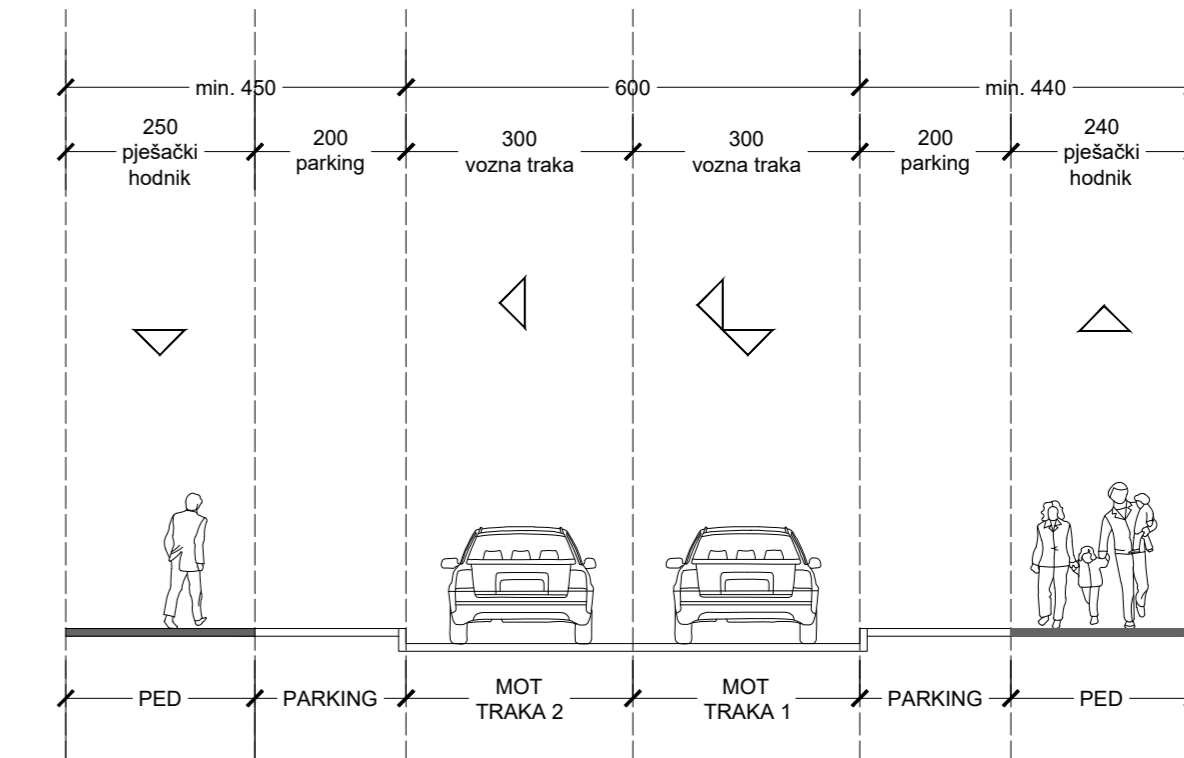 min. 450
600
min. 440
250
pješački
hodnik
200
parking
300
vozna traka
300
vozna traka
200
parking
240
pješački
hodnik
PED
PARKING
MOT
TRAKA 2
MOT
TRAKA 1
PARKING
PED